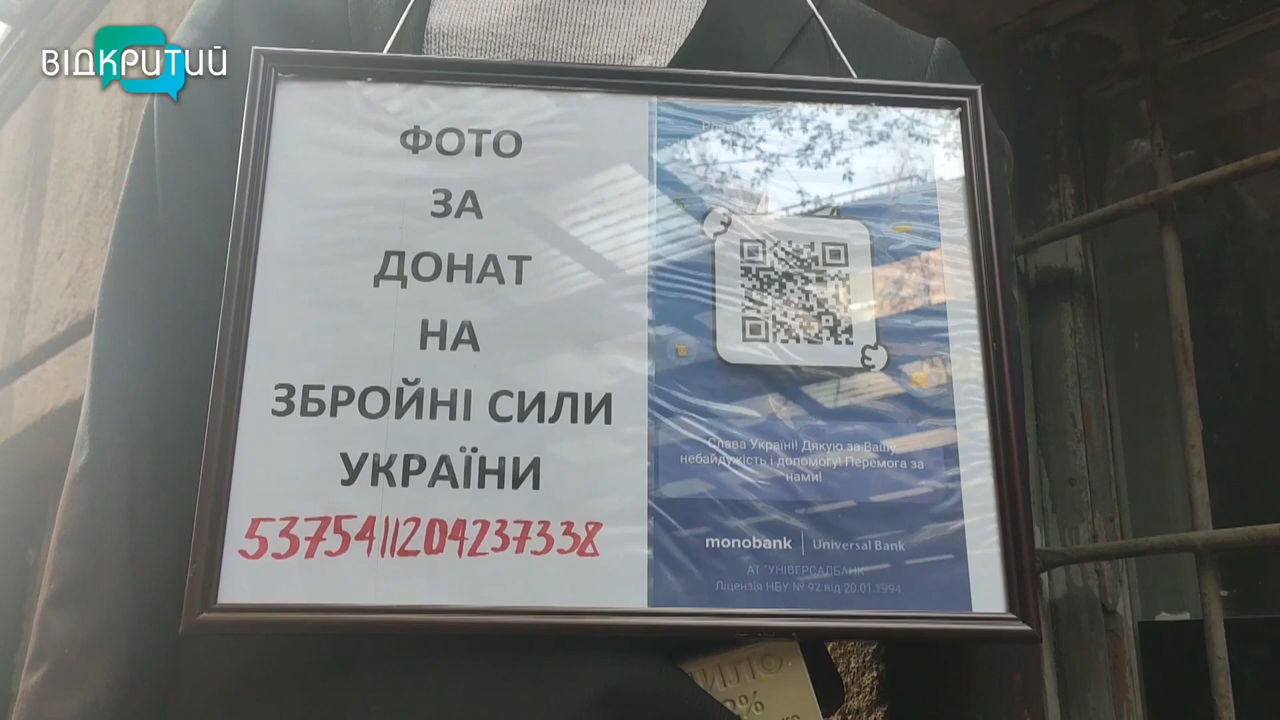 ВІДКРИТИЙ
ФОТО
ЗА
ДОНАТ
НА
ЗБРОЙНІ СИЛИ
УКРАЇНИ
5375411204237338
Слава Україні! Дякую за Вашу
небайдужість і допомогу! Перемога за
нами!
monobank | Universal Bank
АТ "УНІВЕРСАЛБАНК"
Ліцензія НБУ № 92 від 20.01.1994